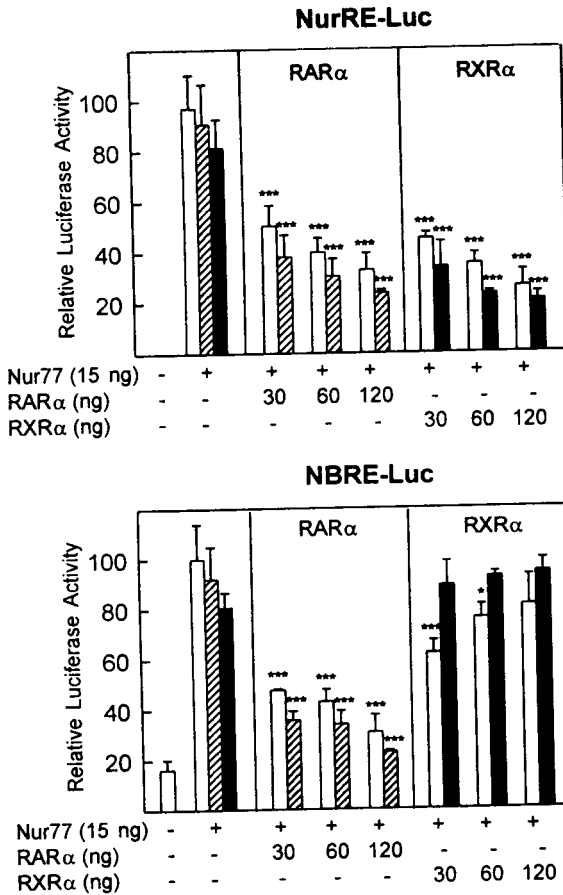 NurRE-Luc
RARα RXRα
Relative Luciferase Activity
100
80
60
40
20
*** *** *** *** *** *** *** *** *** *** *** ***
Nur77 (15 ng) - + + + + + + +
RARα (ng) - - 30 60 120 - - -
RXRα (ng) - - - - - 30 60 120
NBRE-Luc
RARα RXRα
Relative Luciferase Activity
100
80
60
40
20
*** *** *** *** *** *** *** *
Nur77 (15 ng) - + + + + + + +
RARα (ng) - - 30 60 120 - - -
RXRα (ng) - - - - - 30 60 120